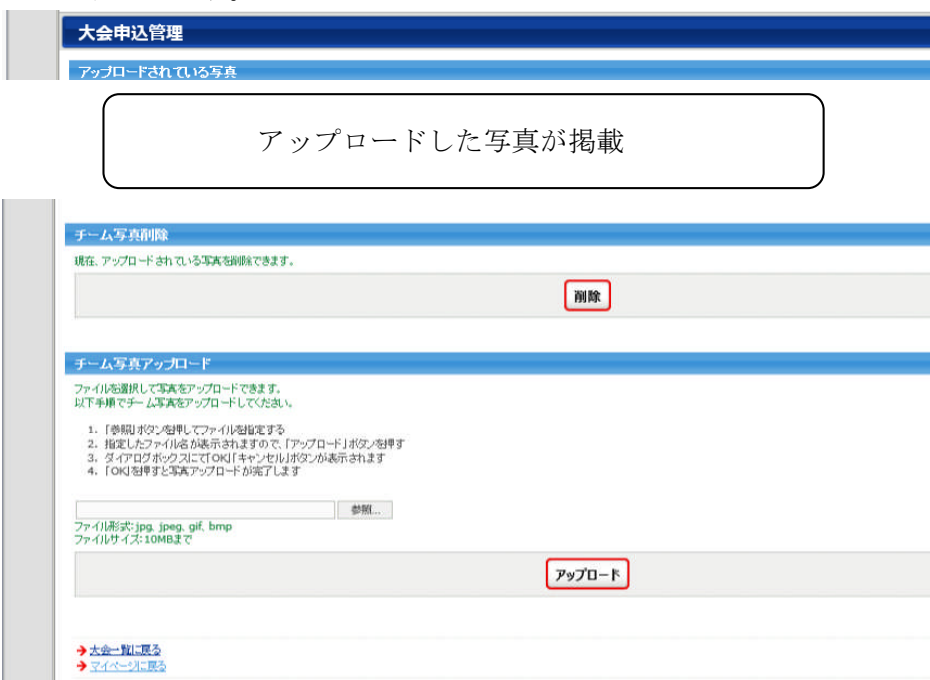 大会申込管理
アップロードされている写真
アップロードした写真が掲載
チーム写真削除
現在、アップロードされている写真を削除できます。
削除
チーム写真アップロード
ファイルを選択して写真をアップロードできます。
以下手順でチーム写真をアップロードしてください。
1. 「参照」ボタンを押してファイルを指定する
2. 指定したファイル名が表示されますので、「アップロード」ボタンを押す
3. ダイアログボックスにて「OK」「キャンセル」ボタンが表示されます
4. 「OK」を押すと写真アップロードが完了します
参照...
ファイル形式: jpg, jpeg, gif, bmp
ファイルサイズ: 10MBまで
アップロード
大会一覧に戻る
マイページに戻る